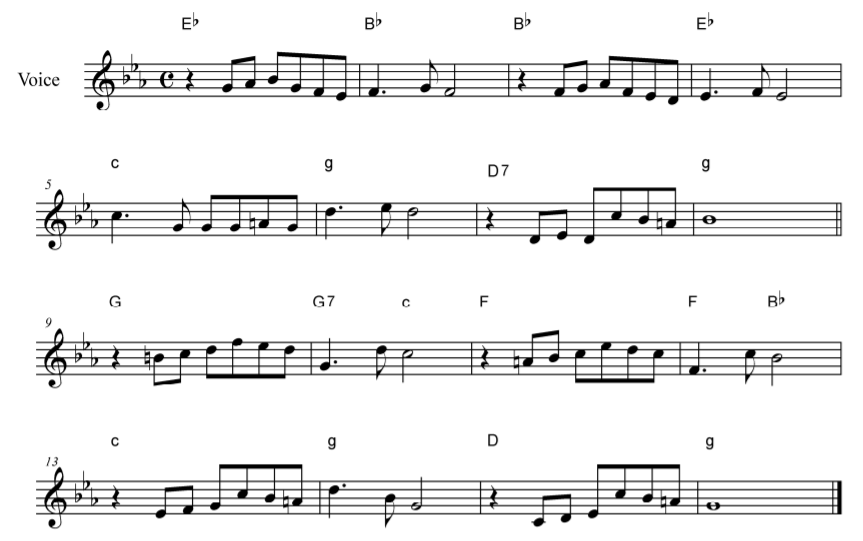 E♭ B♭ B♭ E♭
Voice
c g D7 g
5
G G7 c F F B♭
9
c g D g
13